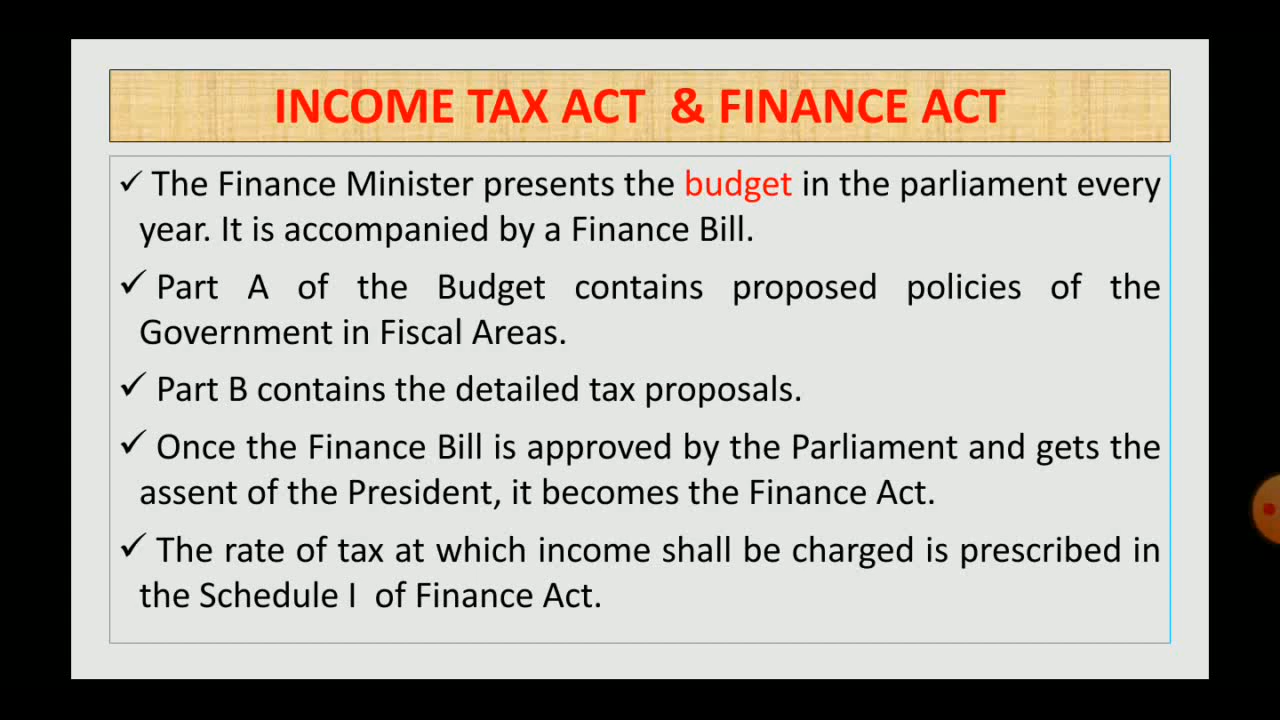 INCOME TAX ACT & FINANCE ACT
✓ The Finance Minister presents the budget in the parliament every
year. It is accompanied by a Finance Bill.
✓ Part A of the Budget contains proposed policies of the
Government in Fiscal Areas.
✓ Part B contains the detailed tax proposals.
✓ Once the Finance Bill is approved by the Parliament and gets the
assent of the President, it becomes the Finance Act.
✓ The rate of tax at which income shall be charged is prescribed in
the Schedule I of Finance Act.